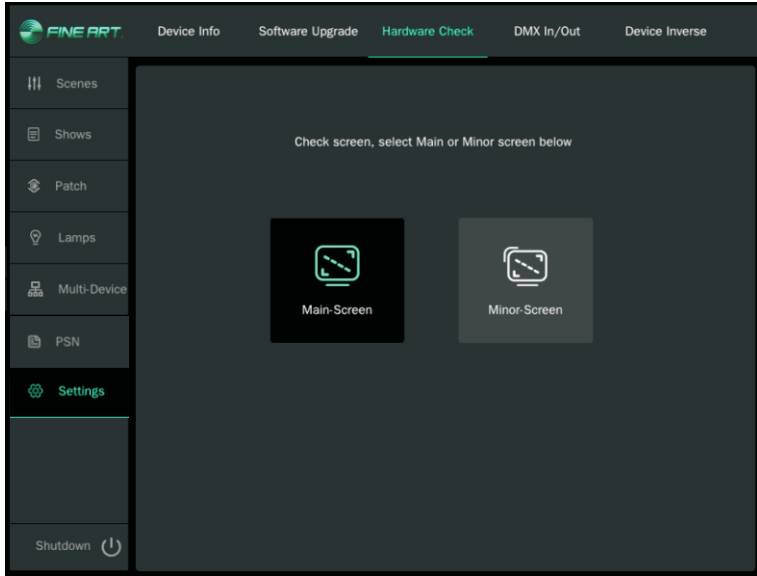 FINE ART.
Device Info
Software Upgrade
Hardware Check
DMX In/Out
Device Inverse
Scenes
Shows
Patch
Lamps
Multi-Device
PSN
Settings
Shutdown
Check screen, select Main or Minor screen below
Main-Screen
Minor-Screen